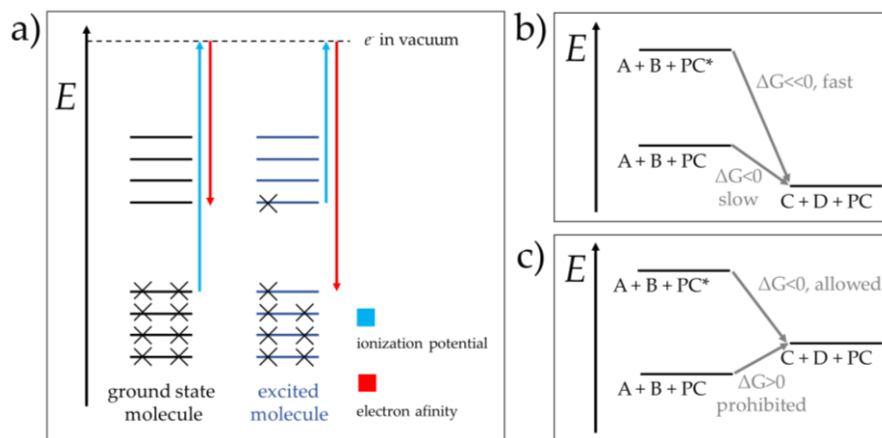 a)
E
e- in vacuum
ground state
molecule
excited
molecule
ionization potential
electron afinity
b)
E
A + B + PC*
ΔG<<0, fast
A + B + PC
ΔG<0
slow
C + D + PC
c)
E
A + B + PC*
ΔG<0, allowed
C + D + PC
A + B + PC
ΔG>0
prohibited